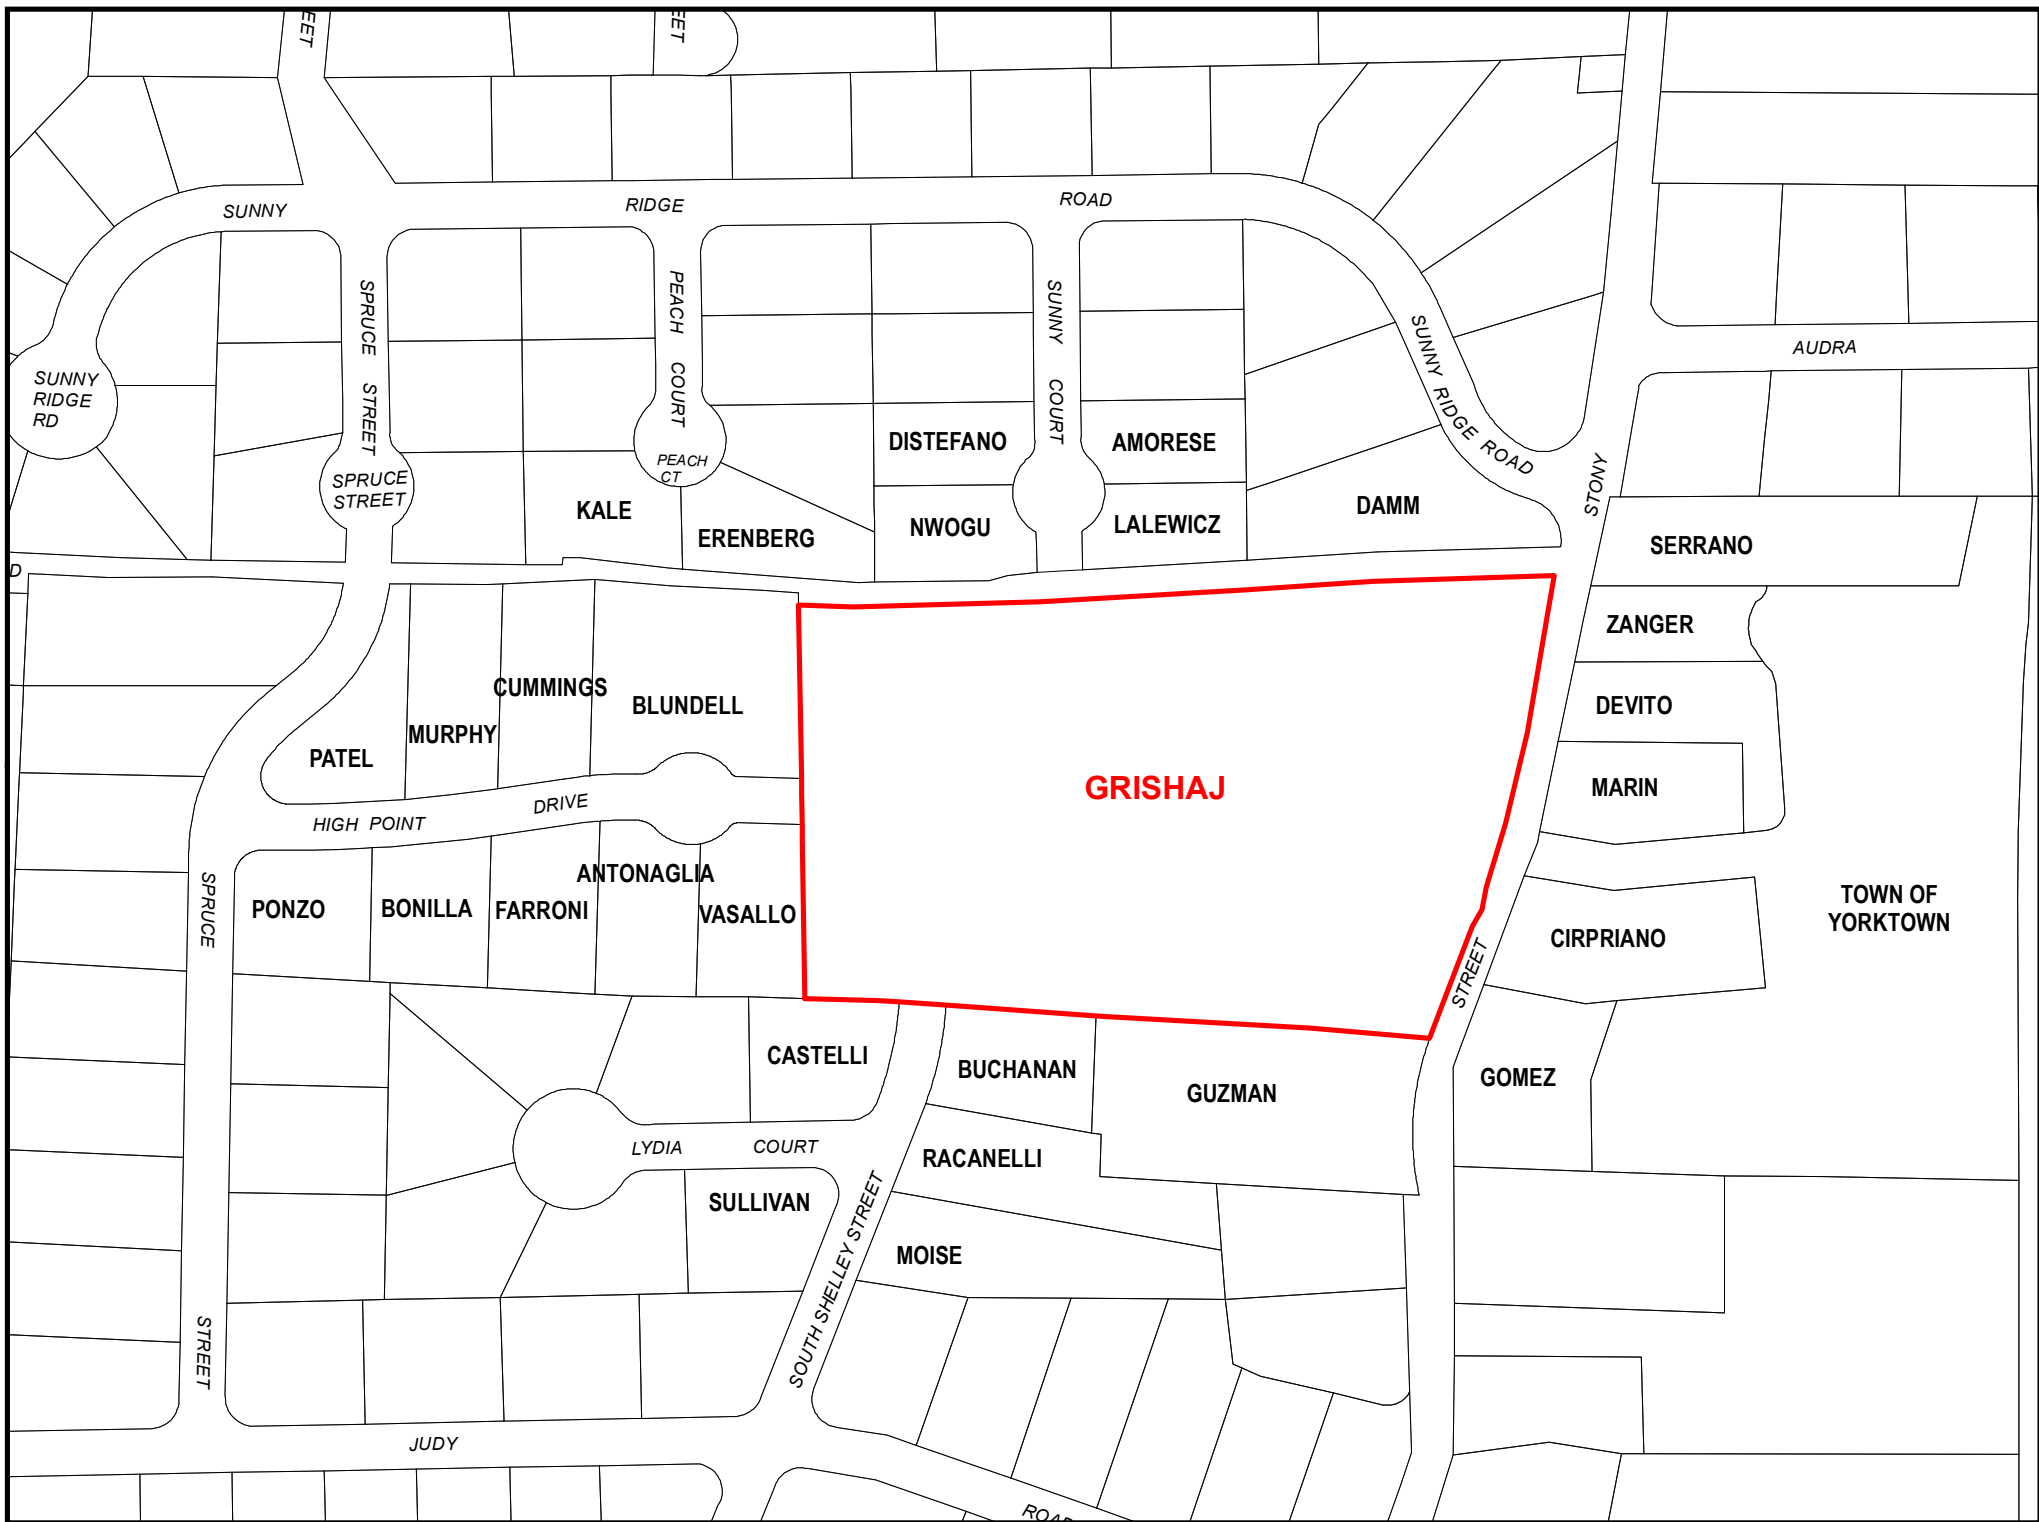 EET
EET
SUNNY
RIDGE
ROAD
SPRUCE STREET
PEACH COURT
SUNNY COURT
SUNNY RIDGE ROAD
AUDRA
SUNNY
RIDGE
RD
DISTEFANO
AMORESE
PEACH
CT
SPRUCE
STREET
STONY
KALE
ERENBERG
NWOGU
LALEWICZ
DAMM
SERRANO
D
ZANGER
CUMMINGS
BLUNDELL
DEVITO
MURPHY
PATEL
GRISHAJ
MARIN
DRIVE
HIGH POINT
ANTONAGLIA
SPRUCE
PONZO
BONILLA
FARRONI
VASALLO
TOWN OF
YORKTOWN
CIRPRIANO
STREET
CASTELLI
BUCHANAN
GUZMAN
GOMEZ
LYDIA
COURT
RACANELLI
SULLIVAN
SOUTH SHELLEY STREET
MOISE
STREET
JUDY
ROAD